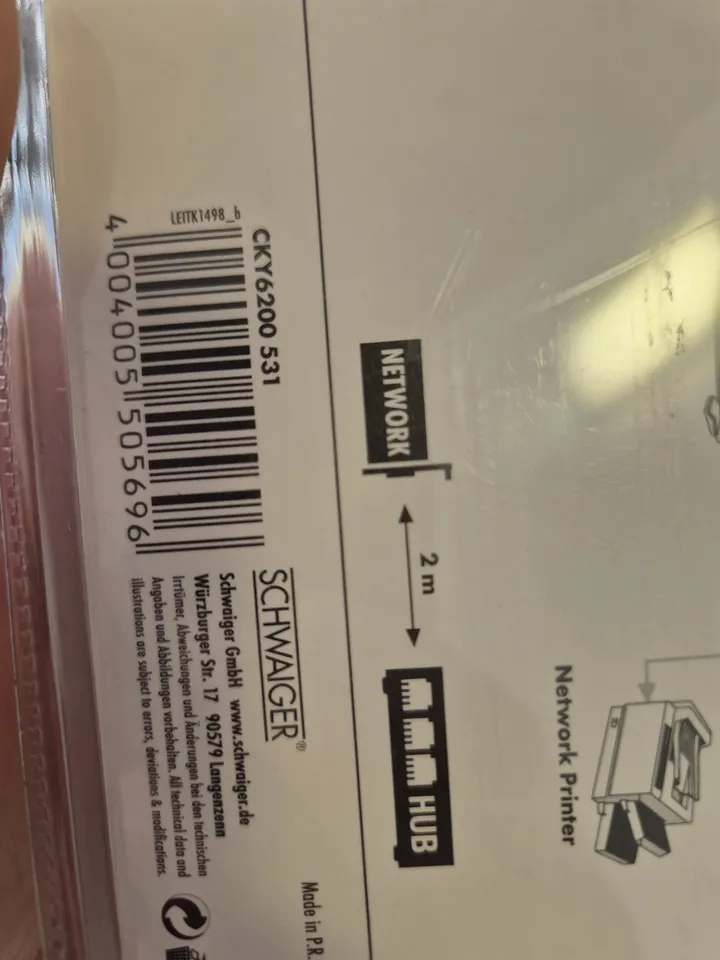 NETWORK
2 m
HUB
Network Printer
Made in P.R.
CKY6200 531
LEITK1498_b
4 004005 505696
SCHWAIGER®
Schwaiger GmbH www.schwaiger.de
Würzburger Str. 17 90579 Langenzenn
Irrtümer, Abweichungen und Änderungen bei den technischen
Angaben und Abbildungen vorbehalten. All technical data and
illustrations are subject to errors, deviations & modifications.